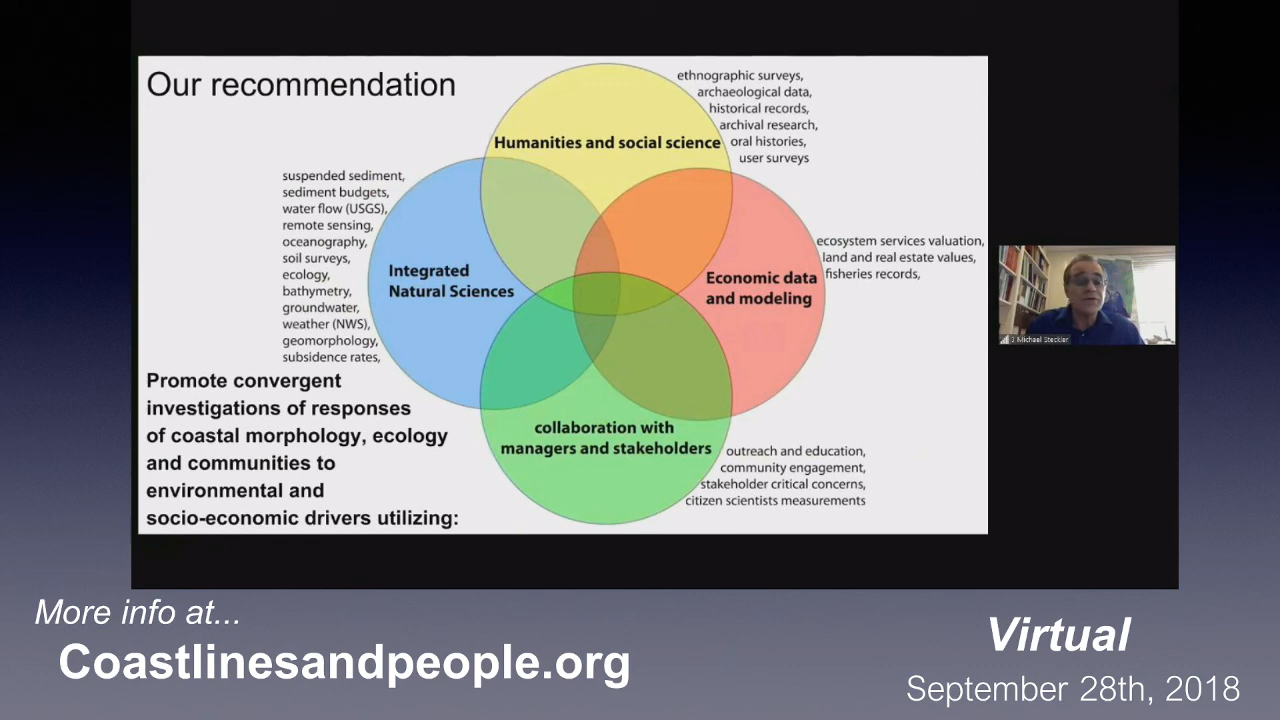 Our recommendation
ethnographic surveys,
archaeological data,
historical records,
archival research,
oral histories,
user surveys
Humanities and social science
suspended sediment,
sediment budgets,
water flow (USGS),
remote sensing,
oceanography,
soil surveys,
ecology,
bathymetry,
groundwater,
weather (NWS),
geomorphology,
subsidence rates,
Integrated
Natural Sciences
Economic data
and modeling
ecosystem services valuation,
land and real estate values,
fisheries records,
Promote convergent
investigations of responses
of coastal morphology, ecology
and communities to
environmental and
socio-economic drivers utilizing:
collaboration with
managers and stakeholders
outreach and education,
community engagement,
stakeholder critical concerns,
citizen scientists measurements
3 Michael Steckler
More info at...
Coastlinesandpeople.org
Virtual
September 28th, 2018